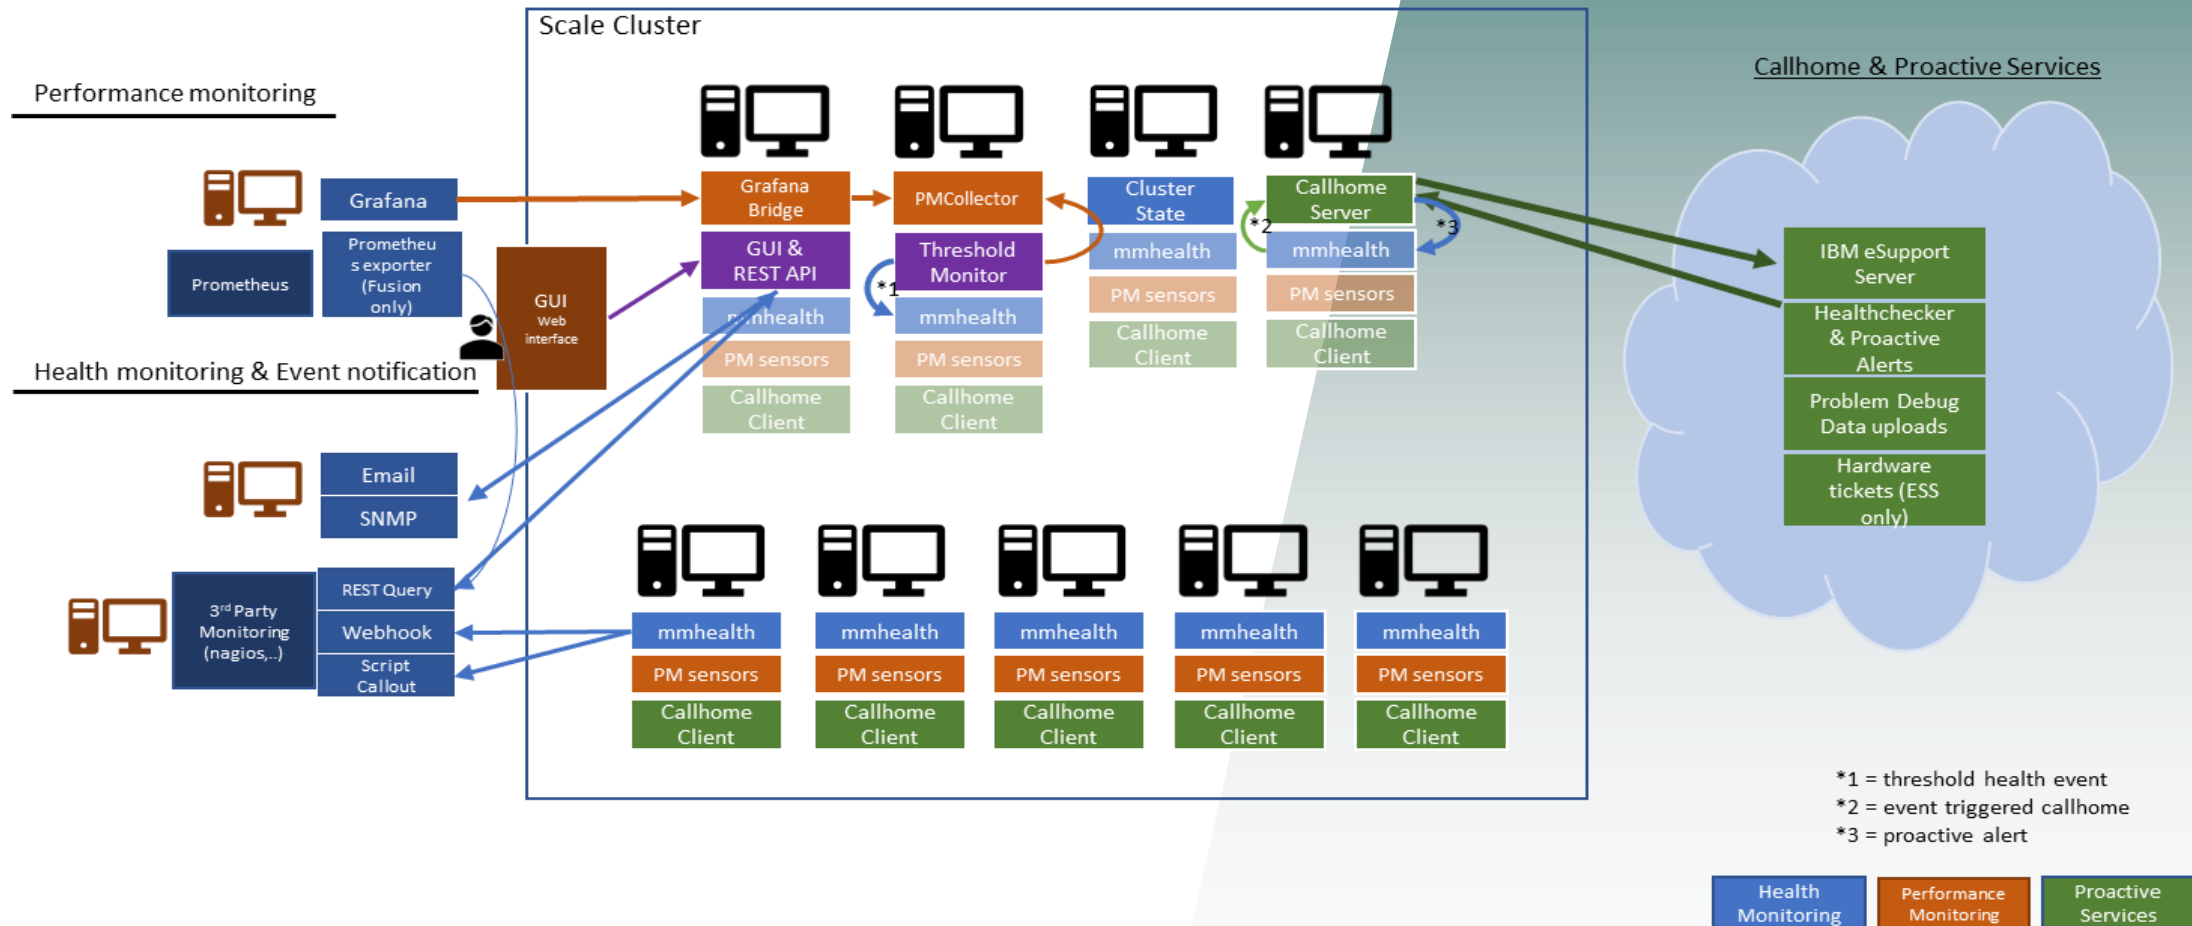 Scale Cluster
Callhome & Proactive Services
Performance monitoring
Grafana
Prometheus
Prometheu
s exporter
(Fusion
only)
GUI
Web
interface
Health monitoring & Event notification
Email
SNMP
3rd Party
Monitoring
(nagios,..)
REST Query
Webhook
Script
Callout
Grafana
Bridge
GUI &
REST API
mmhealth
PM sensors
Callhome
Client
PMCollector
Threshold
Monitor
*1
mmhealth
PM sensors
Callhome
Client
Cluster
State
mmhealth
PM sensors
Callhome
Client
Callhome
Server
*2
*3
mmhealth
PM sensors
Callhome
Client
mmhealth
PM sensors
Callhome
Client
mmhealth
PM sensors
Callhome
Client
mmhealth
PM sensors
Callhome
Client
mmhealth
PM sensors
Callhome
Client
mmhealth
PM sensors
Callhome
Client
IBM eSupport
Server
Healthchecker
& Proactive
Alerts
Problem Debug
Data uploads
Hardware
tickets (ESS
only)
*1 = threshold health event
*2 = event triggered callhome
*3 = proactive alert
Health
Monitoring
Performance
Monitoring
Proactive
Services